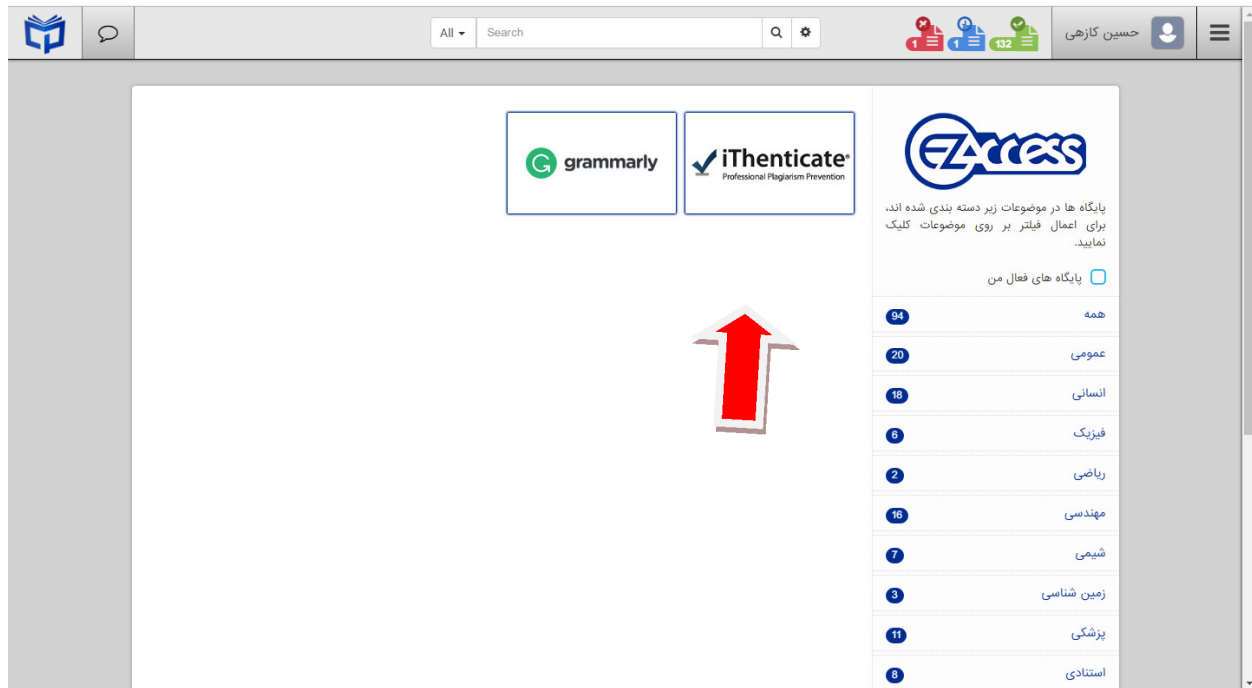 All
Search
1
1
132
حسین کازهی
grammarly
iThenticate®
Professional Plagiarism Prevention
EZAccess
پایگاه ها در موضوعات زیر دسته بندی شده اند،
برای اعمال فیلتر بر روی موضوعات کلیک
نمایید.
پایگاه های فعال من
همه 94
عمومی 20
انسانی 18
فیزیک 6
ریاضی 2
مهندسی 16
شیمی 7
زمین شناسی 3
پزشکی 11
استنادی 8